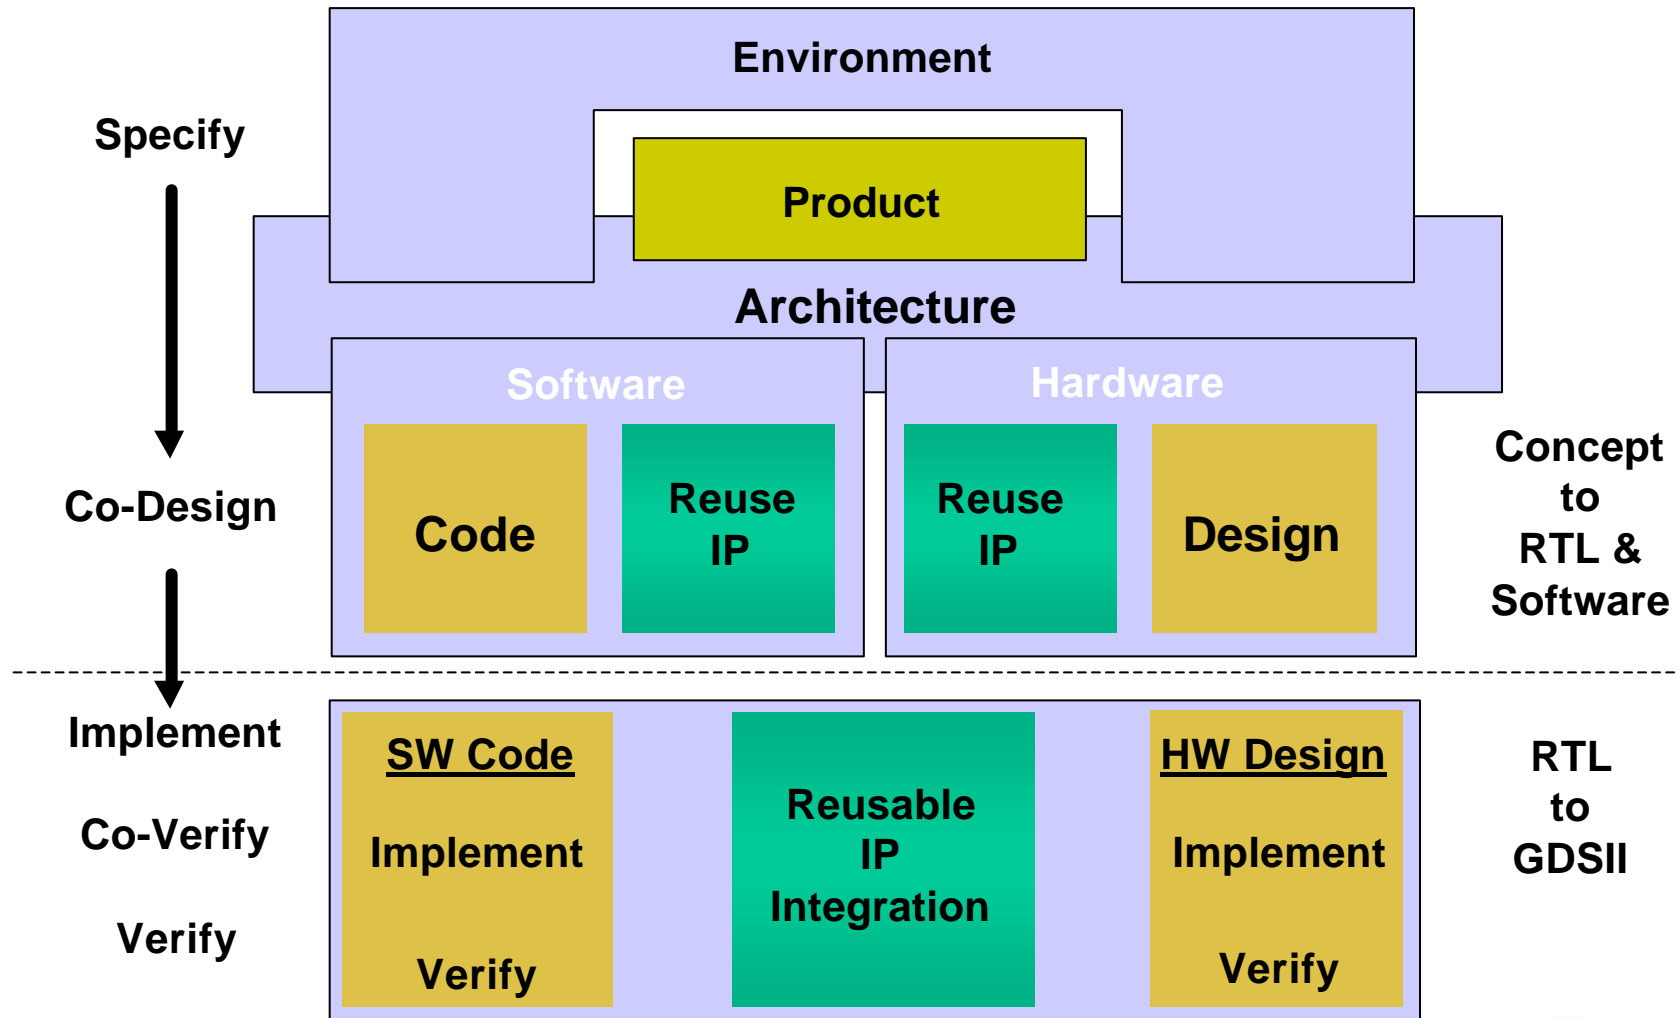 Environment
Specify
Product
Architecture
Software
Hardware
Co-Design
Code
Reuse
IP
Reuse
IP
Design
Concept
to
RTL &
Software
Implement
Co-Verify
Verify
SW Code
Implement
Verify
Reusable
IP
Integration
HW Design
Implement
Verify
RTL
to
GDSII